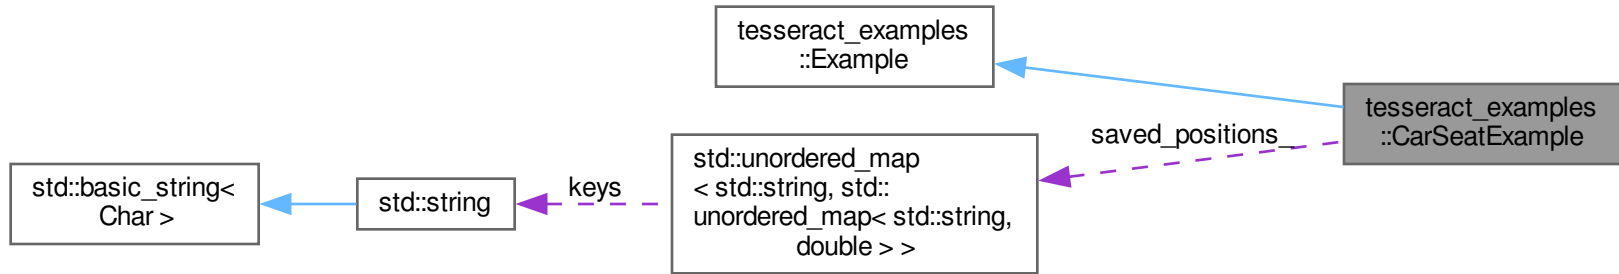 tesseract_examples
::Example
tesseract_examples
::CarSeatExample
saved_positions_
std::unordered_map
< std::string, std::
unordered_map< std::string,
double > >
keys
std::string
std::basic_string<
Char >